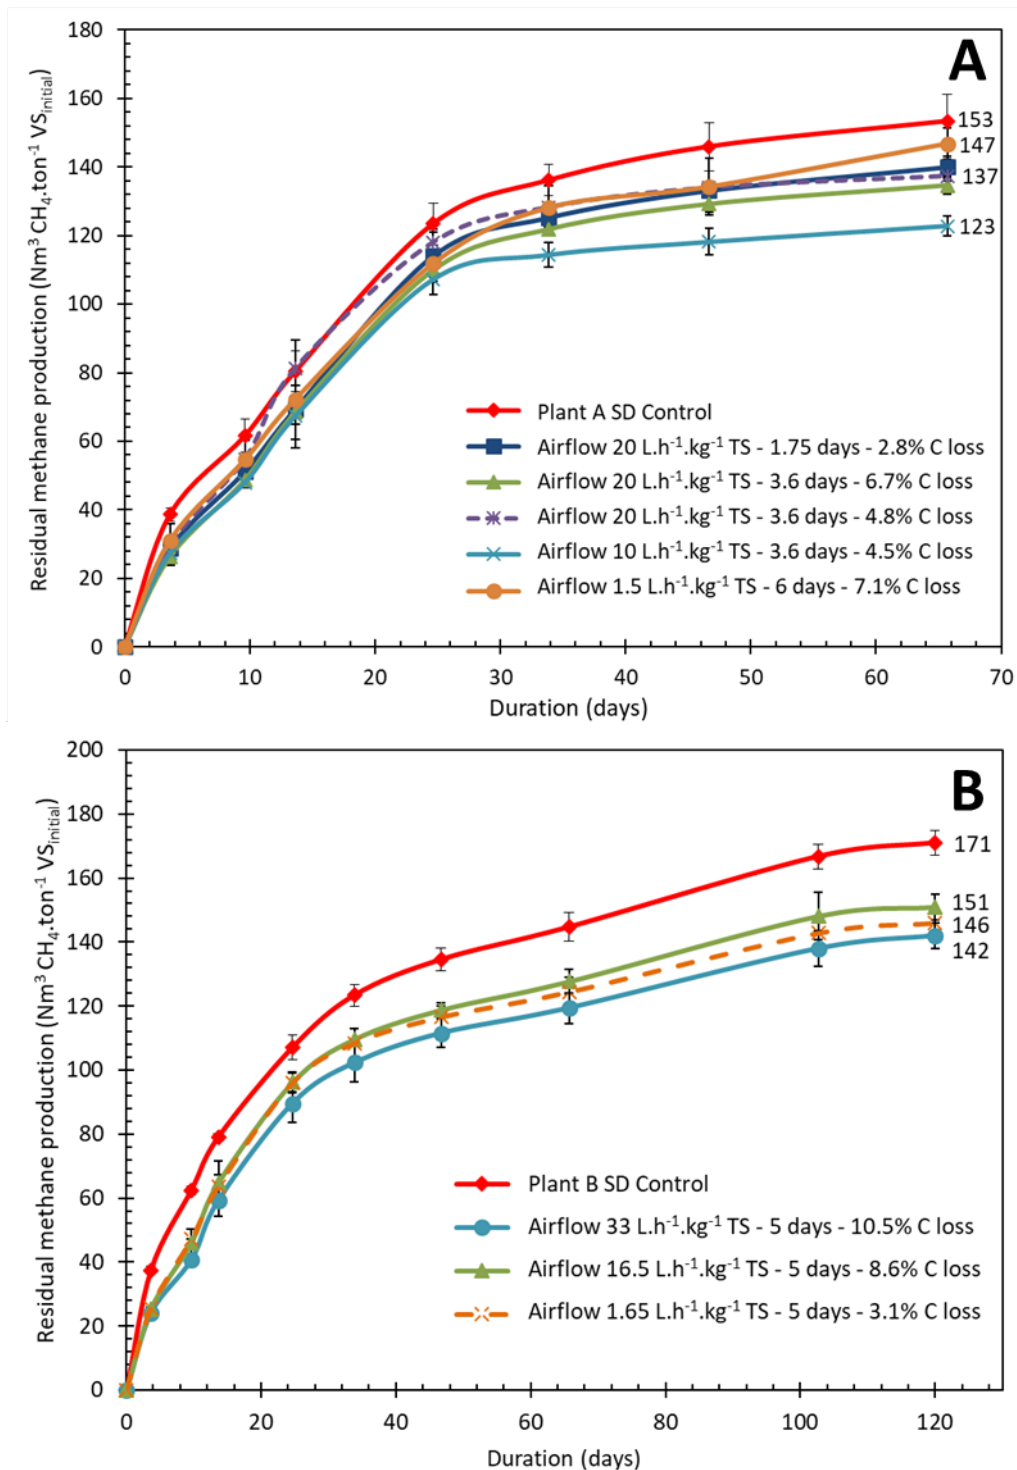 A
Residual methane production (Nm³ CH₄.ton⁻¹ VSinitial)
180
160
140
120
100
80
60
40
20
0
153
147
137
123
Plant A SD Control
Airflow 20 L.h⁻¹.kg⁻¹ TS - 1.75 days - 2.8% C loss
Airflow 20 L.h⁻¹.kg⁻¹ TS - 3.6 days - 6.7% C loss
Airflow 20 L.h⁻¹.kg⁻¹ TS - 3.6 days - 4.8% C loss
Airflow 10 L.h⁻¹.kg⁻¹ TS - 3.6 days - 4.5% C loss
Airflow 1.5 L.h⁻¹.kg⁻¹ TS - 6 days - 7.1% C loss
0 10 20 30 40 50 60 70
Duration (days)
B
Residual methane production (Nm³ CH₄.ton⁻¹ VSinitial)
200
180
160
140
120
100
80
60
40
20
0
171
151
146
142
Plant B SD Control
Airflow 33 L.h⁻¹.kg⁻¹ TS - 5 days - 10.5% C loss
Airflow 16.5 L.h⁻¹.kg⁻¹ TS - 5 days - 8.6% C loss
Airflow 1.65 L.h⁻¹.kg⁻¹ TS - 5 days - 3.1% C loss
0 20 40 60 80 100 120
Duration (days)